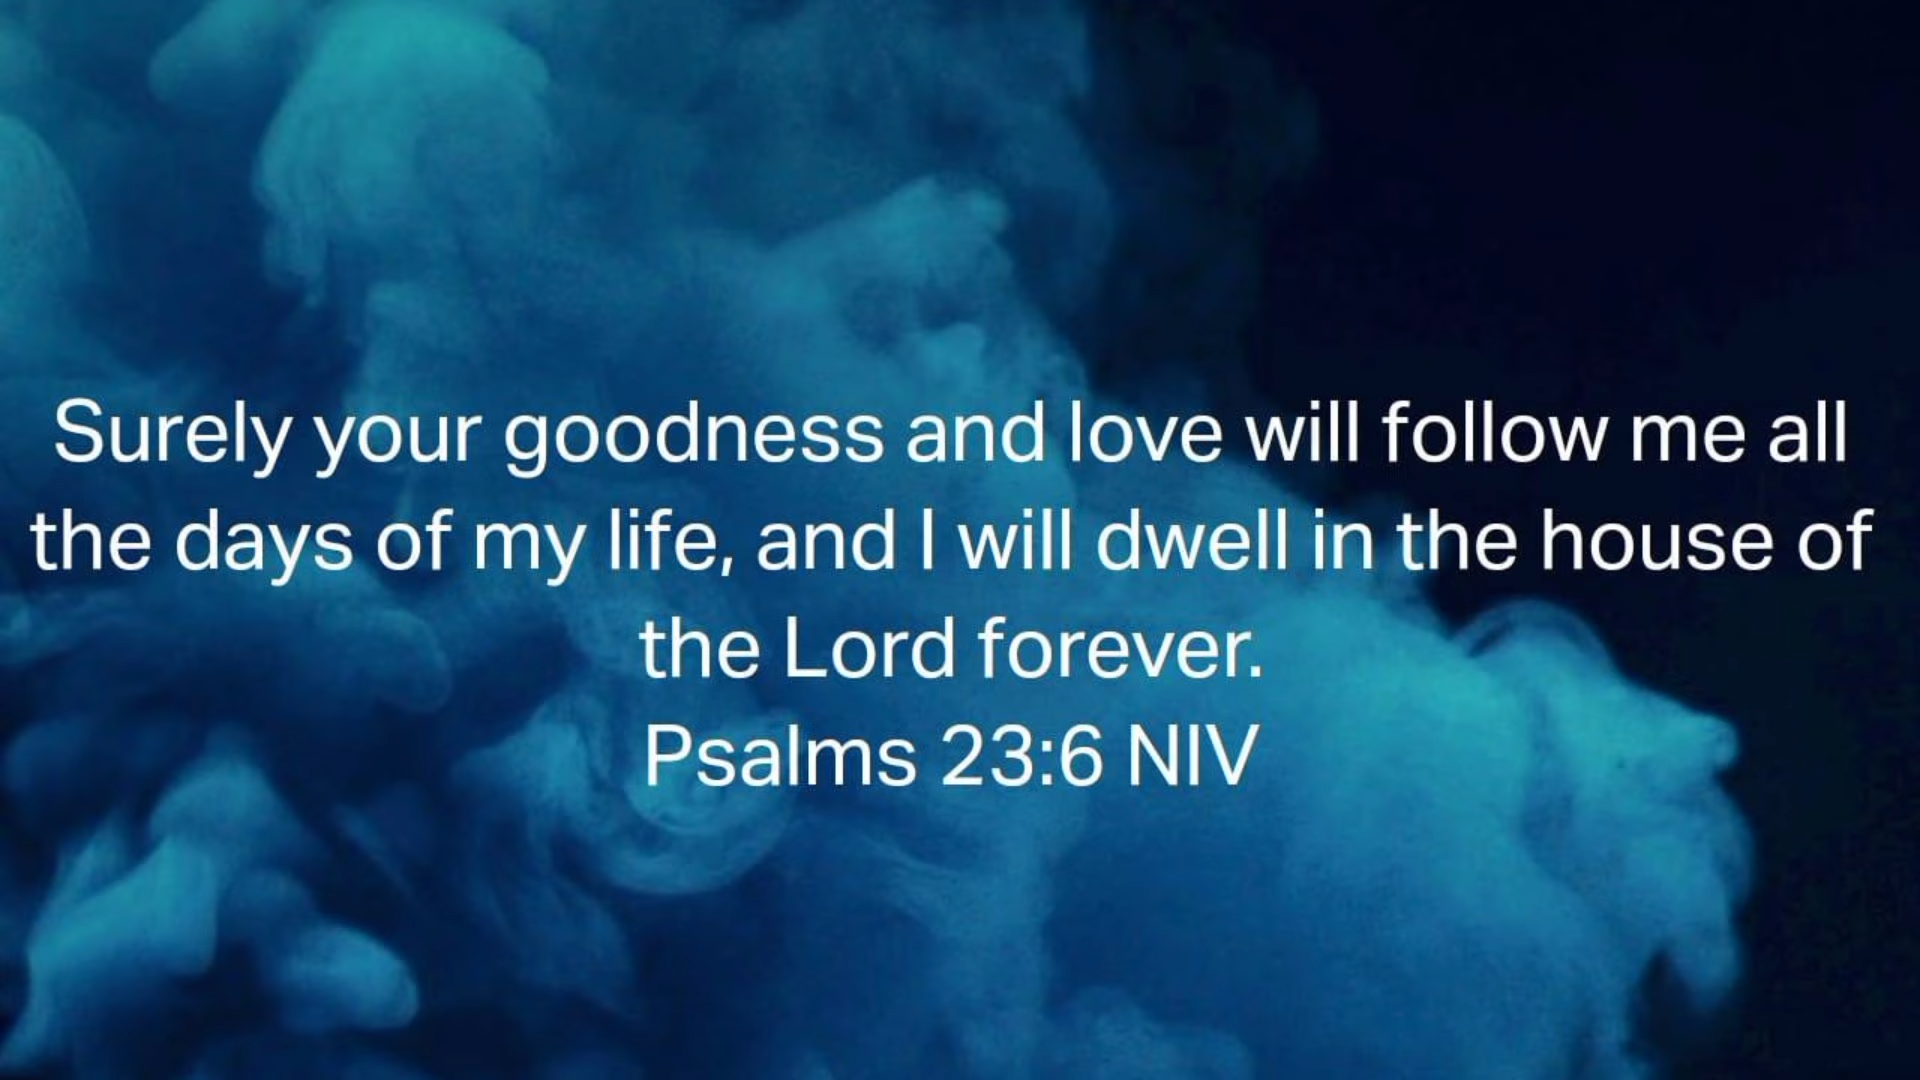 Surely your goodness and love will follow me all
the days of my life, and I will dwell in the house of
the Lord forever.
Psalms 23:6 NIV